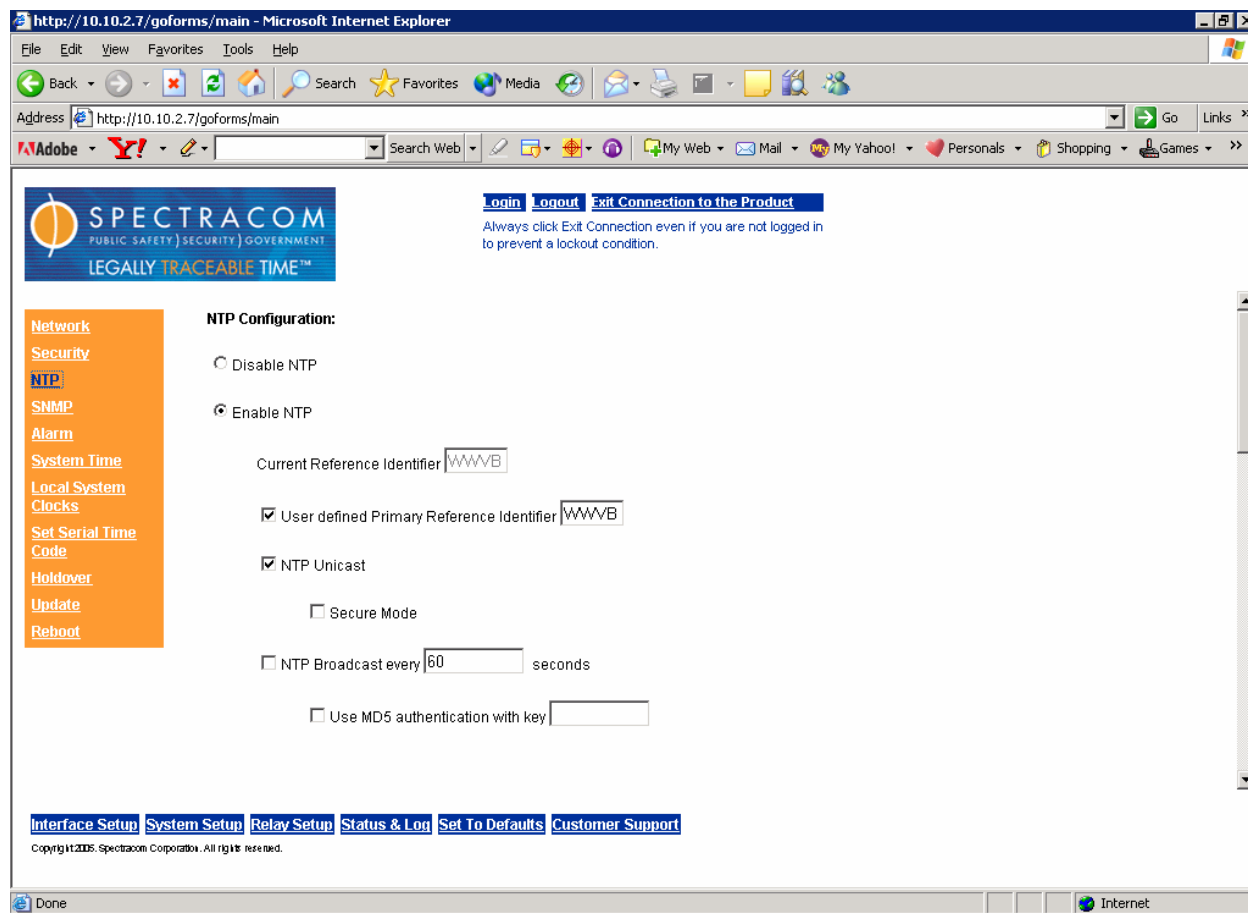 http://10.10.2.7/goforms/main - Microsoft Internet Explorer
File Edit View Favorites Tools Help
Back Search Favorites Media
Address http://10.10.2.7/goforms/main Go Links »
Adobe Y! Search Web My Web Mail My Yahoo! Personals Shopping Games »
SPECTRACOM
PUBLIC SAFETY ) SECURITY ) GOVERNMENT
LEGALLY TRACEABLE TIME™
Login Logout Exit Connection to the Product
Always click Exit Connection even if you are not logged in
to prevent a lockout condition.
Network
Security
NTP
SNMP
Alarm
System Time
Local System
Clocks
Set Serial Time
Code
Holdover
Update
Reboot
NTP Configuration:
Disable NTP
Enable NTP
Current Reference Identifier WWVB
User defined Primary Reference Identifier WWVB
NTP Unicast
Secure Mode
NTP Broadcast every 60 seconds
Use MD5 authentication with key
Interface Setup System Setup Relay Setup Status & Log Set To Defaults Customer Support
Copyright 2005. Spectracom Corporation. All rights reserved.
Done Internet